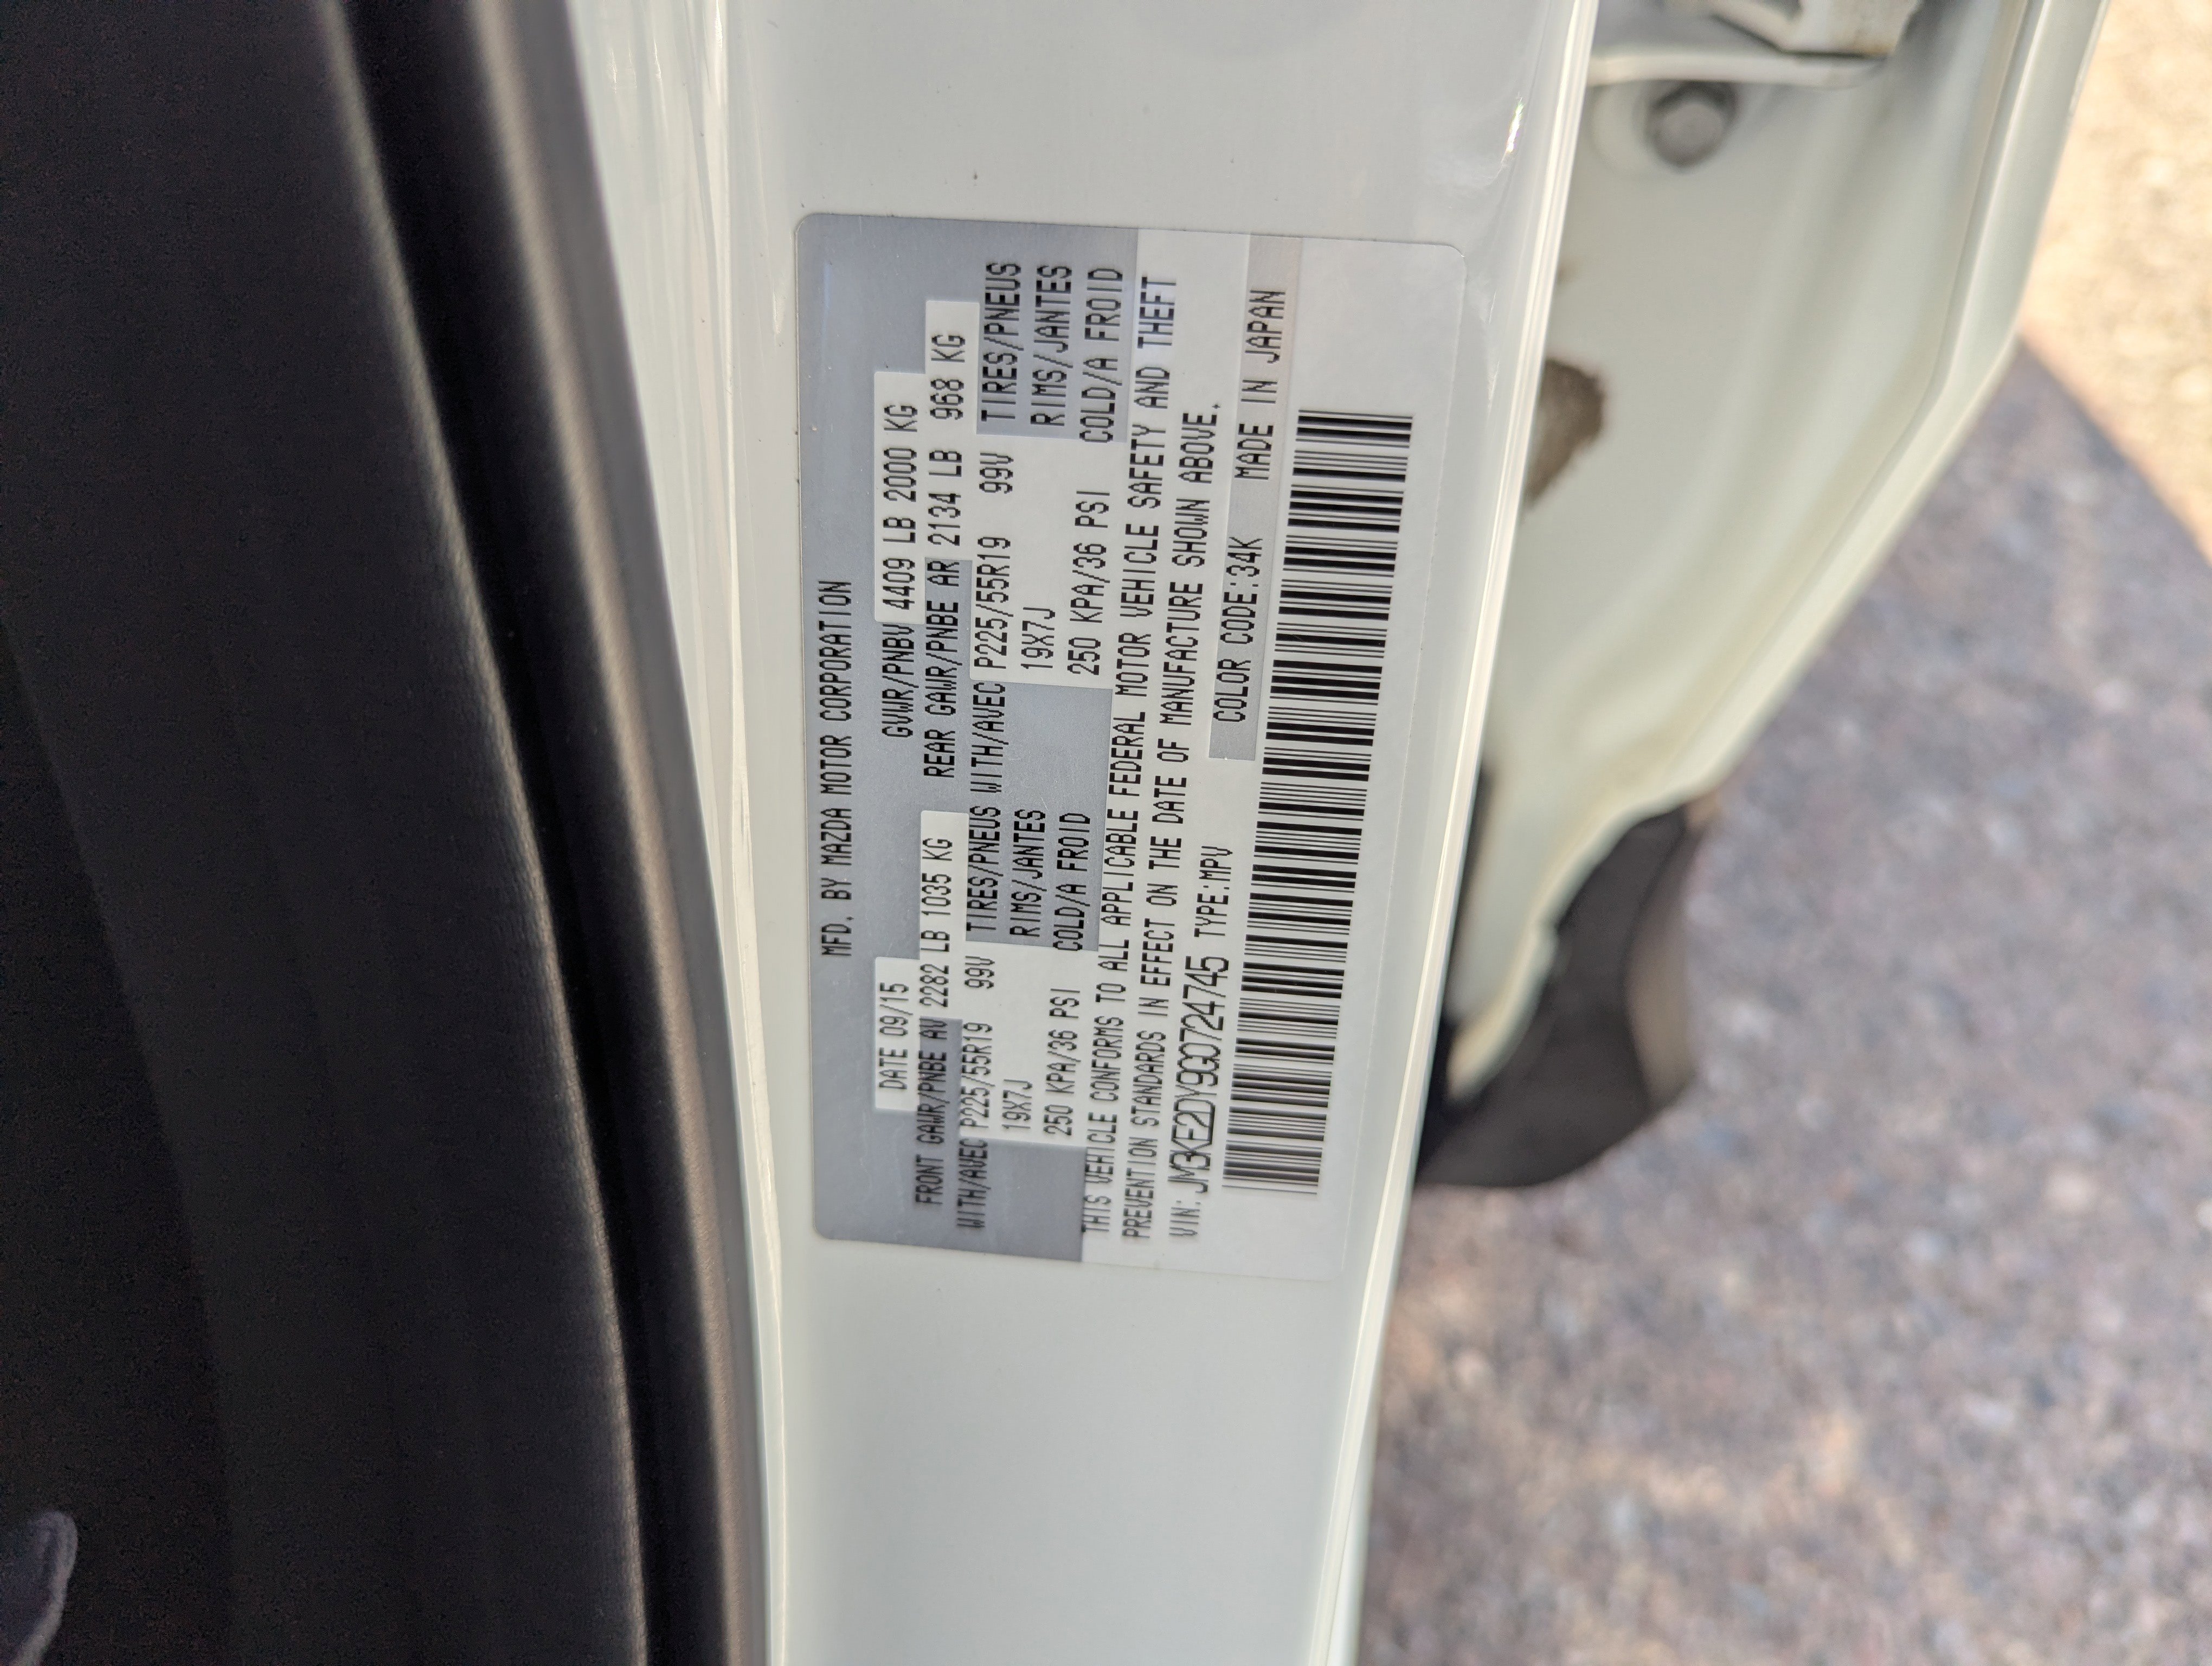 MFD. BY MAZDA MOTOR CORPORATION
DATE 09/15 GVWR/PNBV 4409 LB 2000 KG
FRONT GAWR/PNBE AV 2282 LB 1035 KG REAR GAWR/PNBE AR 2134 LB 968 KG
WITH/AVEC P225/55R19 99V TIRES/PNEUS WITH/AVEC P225/55R19 99V TIRES/PNEUS
19X7J RIMS/JANTES 19X7J RIMS/JANTES
250 KPA/36 PSI COLD/A FROID 250 KPA/36 PSI COLD/A FROID
THIS VEHICLE CONFORMS TO ALL APPLICABLE FEDERAL MOTOR VEHICLE SAFETY AND THEFT
PREVENTION STANDARDS IN EFFECT ON THE DATE OF MANUFACTURE SHOWN ABOVE.
VIN: JM3KE2DY9G0724745 TYPE:MPV COLOR CODE:34K MADE IN JAPAN